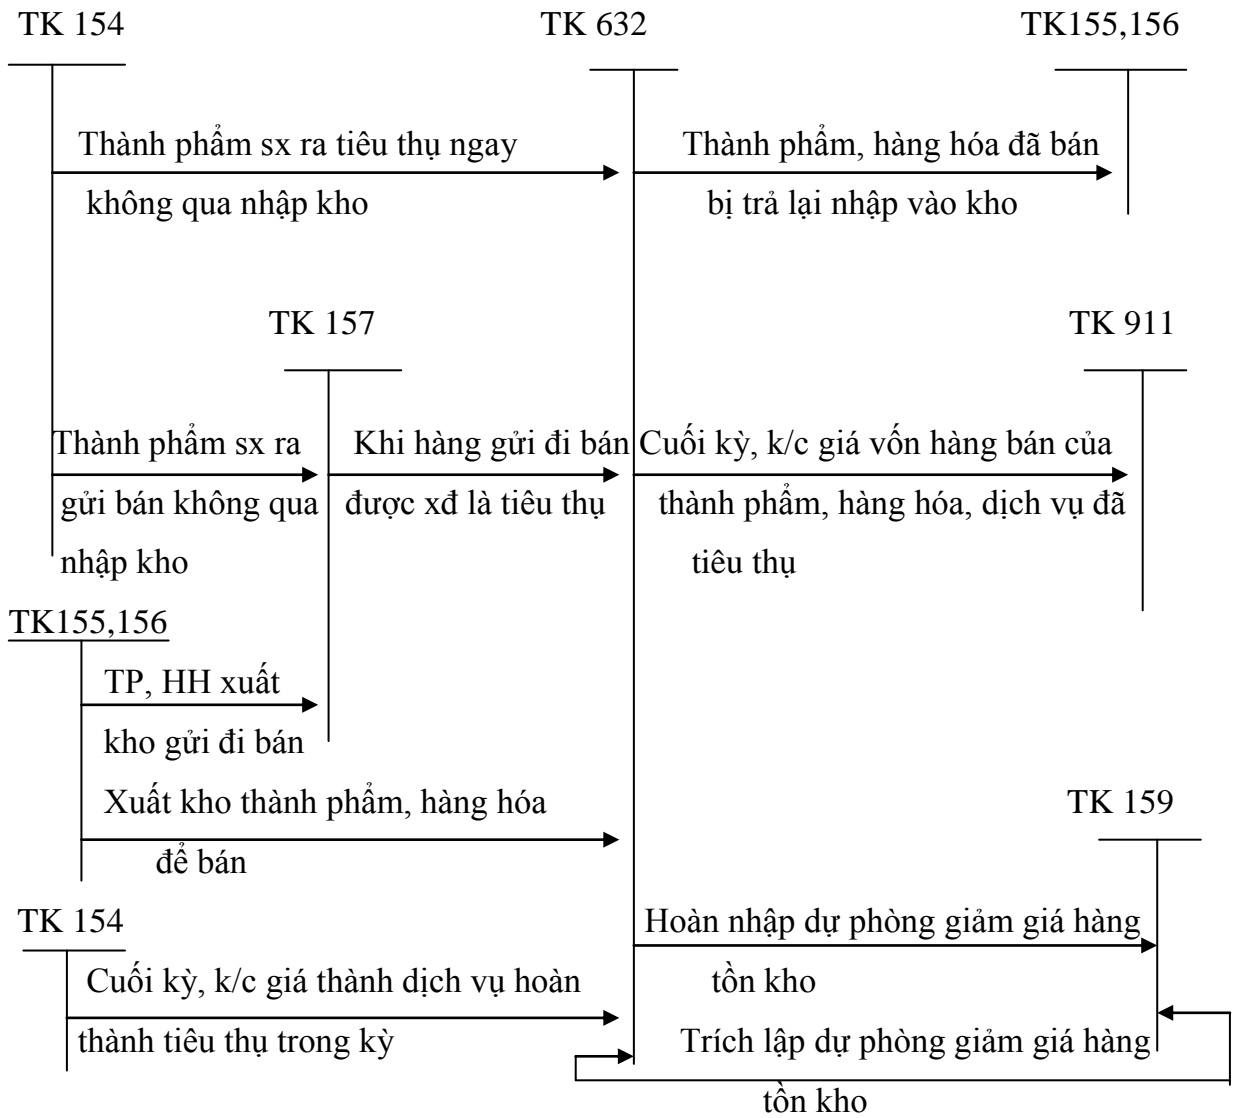 TK 154
TK 632
TK155,156
Thành phẩm sx ra tiêu thụ ngay
không qua nhập kho
Thành phẩm, hàng hóa đã bán
bị trả lại nhập vào kho
TK 157
TK 911
Thành phẩm sx ra
gửi bán không qua
nhập kho
Khi hàng gửi đi bán
được xđ là tiêu thụ
Cuối kỳ, k/c giá vốn hàng bán của
thành phẩm, hàng hóa, dịch vụ đã
tiêu thụ
TK155,156
TP, HH xuất
kho gửi đi bán
Xuất kho thành phẩm, hàng hóa
để bán
TK 159
TK 154
Cuối kỳ, k/c giá thành dịch vụ hoàn
thành tiêu thụ trong kỳ
Hoàn nhập dự phòng giảm giá hàng
tồn kho
Trích lập dự phòng giảm giá hàng
tồn kho